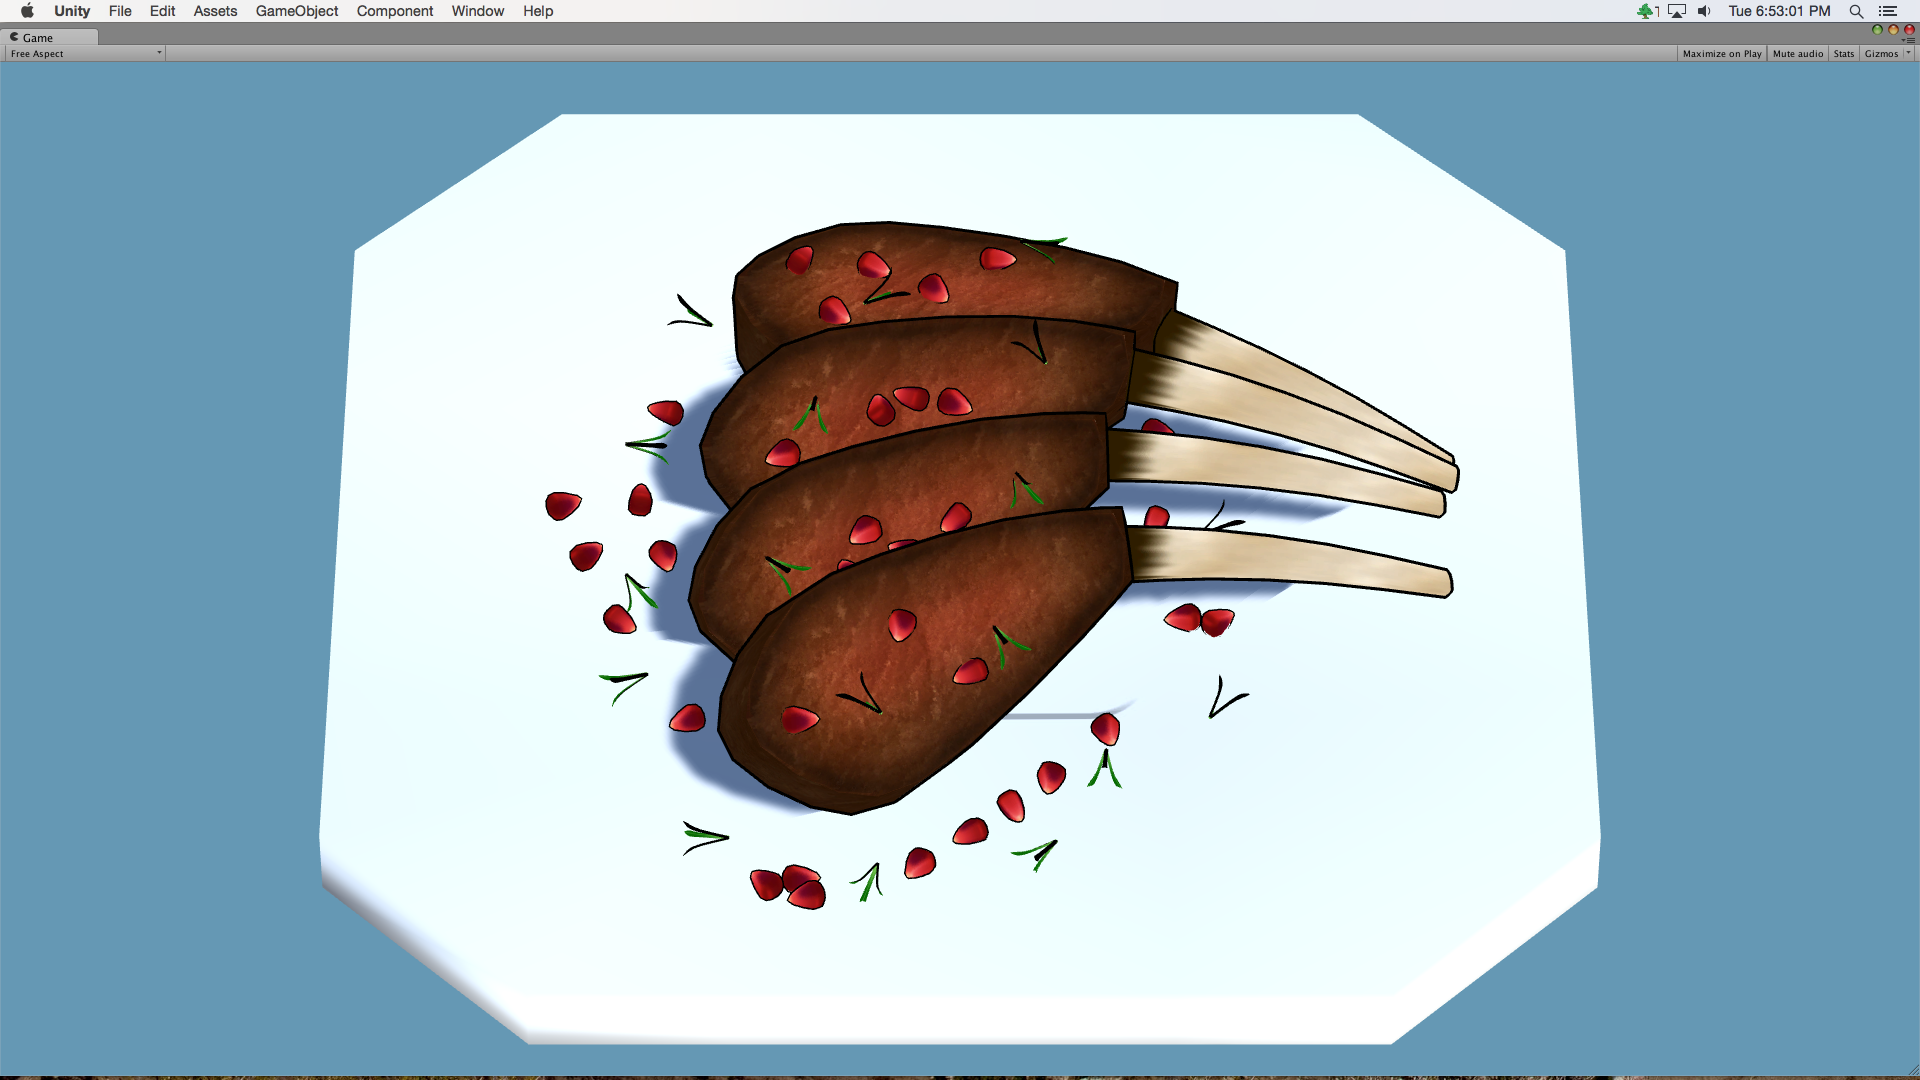 Unity File Edit Assets GameObject Component Window Help Tue 6:53:01 PM
Game
Free Aspect Maximize on Play Mute audio Stats Gizmos